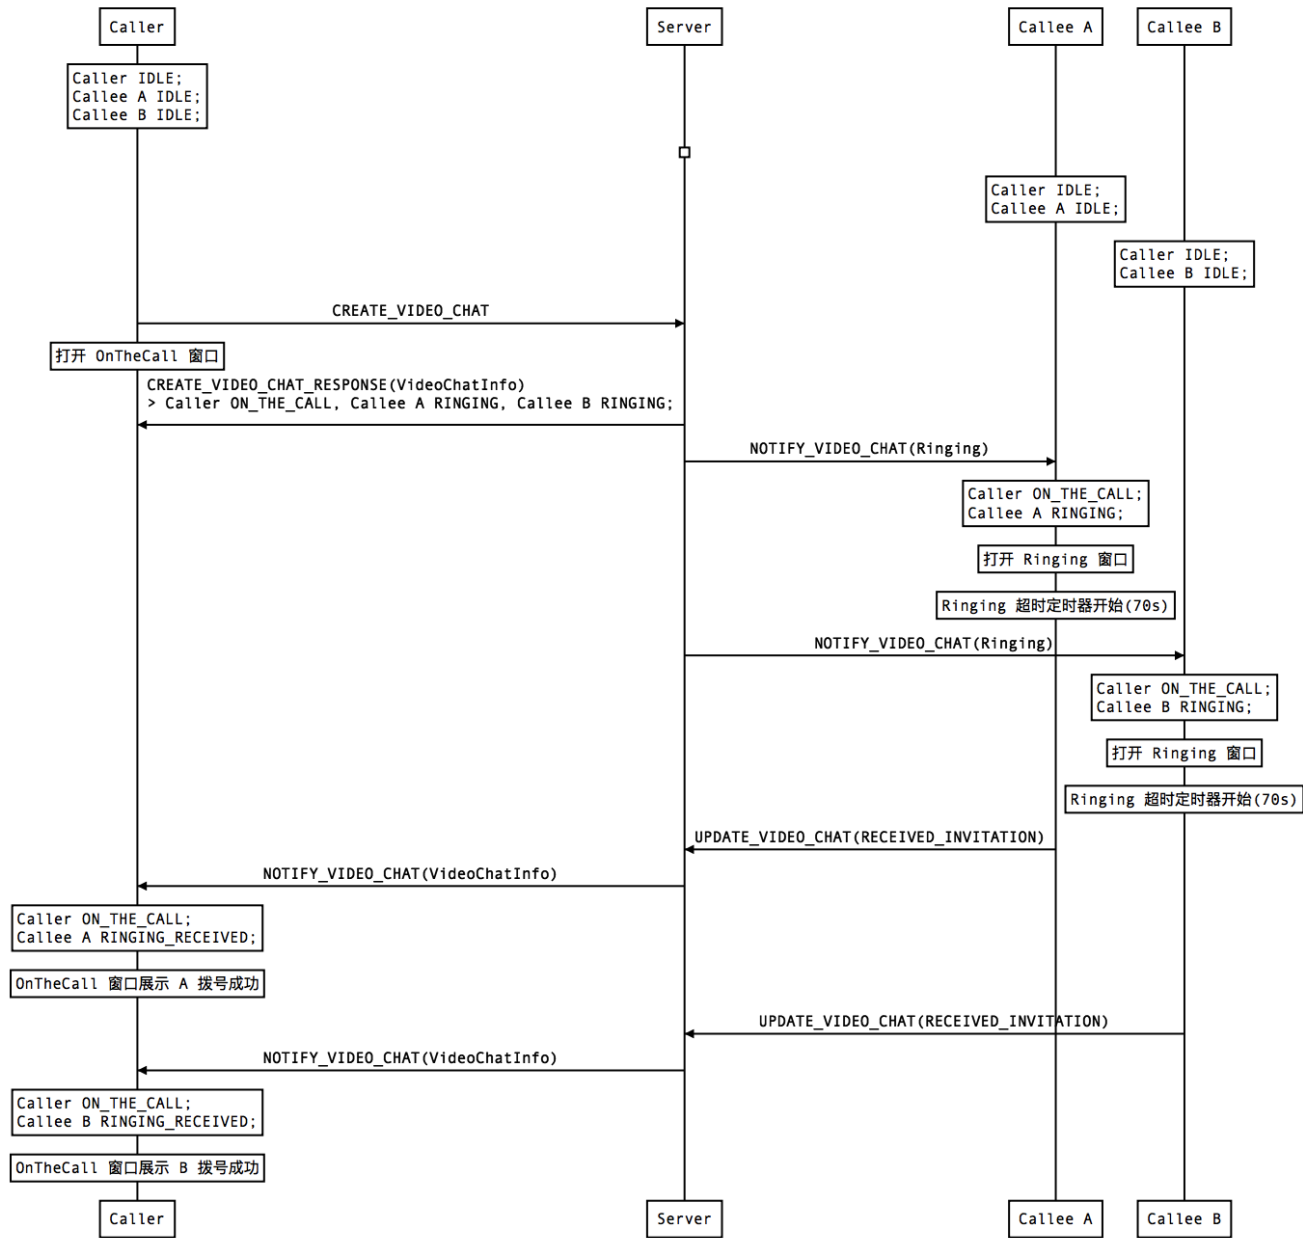 Caller
Server
Callee A
Callee B
Caller IDLE;
Callee A IDLE;
Callee B IDLE;
Caller IDLE;
Callee A IDLE;
Caller IDLE;
Callee B IDLE;
CREATE_VIDEO_CHAT
打开 OnTheCall 窗口
CREATE_VIDEO_CHAT_RESPONSE(VideoChatInfo)
> Caller ON_THE_CALL, Callee A RINGING, Callee B RINGING;
NOTIFY_VIDEO_CHAT(Ringing)
Caller ON_THE_CALL;
Callee A RINGING;
打开 Ringing 窗口
Ringing 超时定时器开始(70s)
NOTIFY_VIDEO_CHAT(Ringing)
Caller ON_THE_CALL;
Callee B RINGING;
打开 Ringing 窗口
Ringing 超时定时器开始(70s)
UPDATE_VIDEO_CHAT(RECEIVED_INVITATION)
NOTIFY_VIDEO_CHAT(VideoChatInfo)
Caller ON_THE_CALL;
Callee A RINGING_RECEIVED;
OnTheCall 窗口展示 A 拨号成功
UPDATE_VIDEO_CHAT(RECEIVED_INVITATION)
NOTIFY_VIDEO_CHAT(VideoChatInfo)
Caller ON_THE_CALL;
Callee B RINGING_RECEIVED;
OnTheCall 窗口展示 B 拨号成功
Caller
Server
Callee A
Callee B